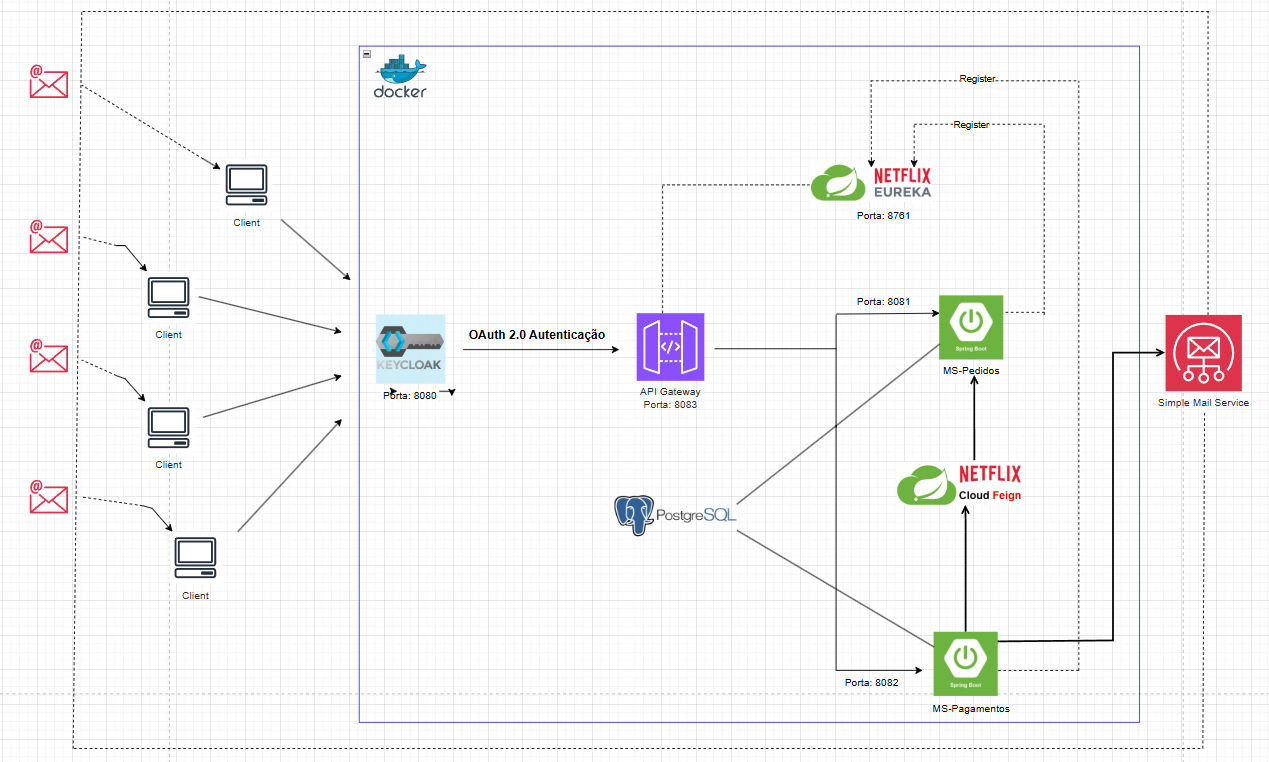 docker
Register
Register
NETFLIX
EUREKA
Porta: 8761
Client
Client
Client
Client
KEYCLOAK
Porta: 8080
OAuth 2.0 Autenticação
API Gateway
Porta: 8083
Porta: 8081
Spring Boot
MS-Pedidos
Simple Mail Service
NETFLIX
Cloud Feign
PostgreSQL
Porta: 8082
Spring Boot
MS-Pagamentos
@
@
@
@